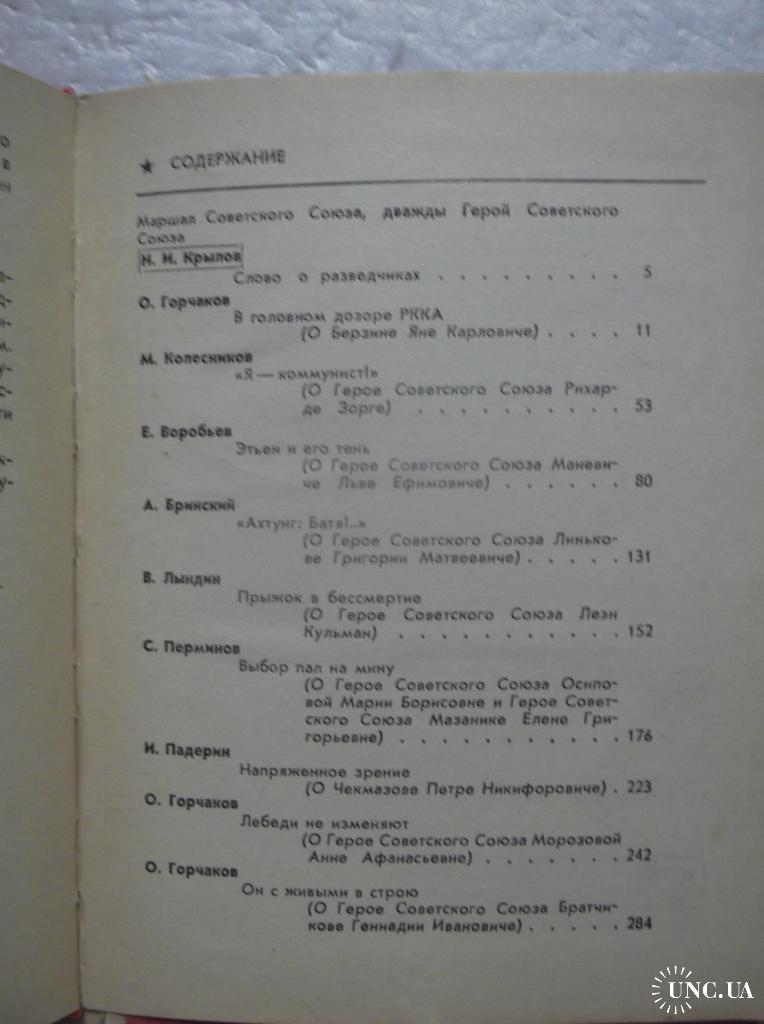 о
в
ен
е-
д-
и-
м.
у-
с-
ти
к-
у-
★ СОДЕРЖАНИЕ
Маршал Советского Союза, дважды Герой Советского
Союза
Н. И. Крылов
Слово о разведчиках . . . . . . . . . 5
О. Горчаков
В головном дозоре РККА
(О Берзине Яне Карловиче) . . . . 11
М. Колесников
«Я — коммунист!»
(О Герое Советского Союза Рихар-
де Зорге) . . . . . . . . . . 53
Е. Воробьев
Этьен и его тень
(О Герое Советского Союза Маневи-
че Льве Ефимовиче) . . . . . . 80
А. Бринский
«Ахтунг: Батя!..»
(О Герое Советского Союза Линько-
ве Григории Матвеевиче) . . . . . 131
В. Лындин
Прыжок в бессмертие
(О Герое Советского Союза Леэн
Кульман) . . . . . . . . . . . 152
С. Перминов
Выбор пал на мину
(О Герое Советского Союза Осипо-
вой Марии Борисовне и Герое Совет-
ского Союза Мазанике Елене Гри-
горьевне) . . . . . . . . . . . 176
И. Падерин
Напряженное зрение
(О Чекмазове Петре Никифоровиче) . 223
О. Горчаков
Лебеди не изменяют
(О Герое Советского Союза Морозовой
Анне Афанасьевне) . . . . . . . 242
О. Горчаков
Он с живыми в строю
(О Герое Советского Союза Братчи-
кове Геннадии Ивановиче) . . . . . 284
UNC.UA